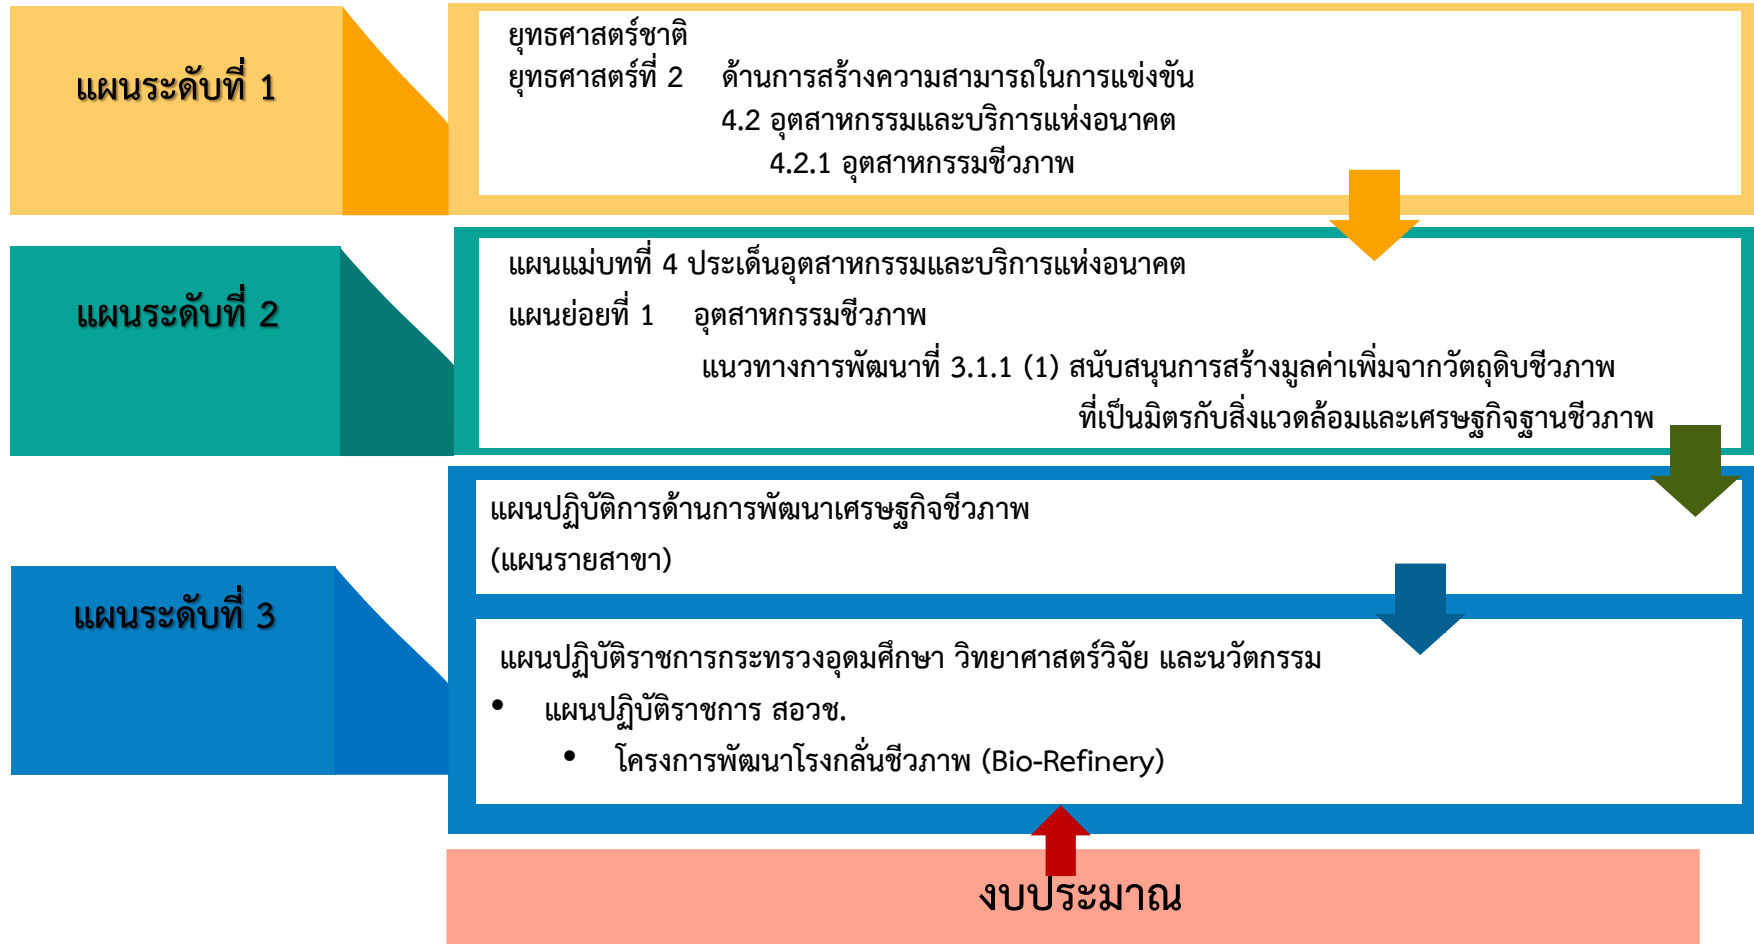 แผนระดับที่ 1
ยุทธศาสตร์ชาติ
ยุทธศาสตร์ที่ 2 ด้านการสร้างความสามารถในการแข่งขัน
4.2 อุตสาหกรรมและบริการแห่งอนาคต
4.2.1 อุตสาหกรรมชีวภาพ
แผนระดับที่ 2
แผนแม่บทที่ 4 ประเด็นอุตสาหกรรมและบริการแห่งอนาคต
แผนย่อยที่ 1 อุตสาหกรรมชีวภาพ
แนวทางการพัฒนาที่ 3.1.1 (1) สนับสนุนการสร้างมูลค่าเพิ่มจากวัตถุดิบชีวภาพ
ที่เป็นมิตรกับสิ่งแวดล้อมและเศรษฐกิจฐานชีวภาพ
แผนระดับที่ 3
แผนปฏิบัติการด้านการพัฒนาเศรษฐกิจชีวภาพ
(แผนรายสาขา)
แผนปฏิบัติราชการกระทรวงอุดมศึกษา วิทยาศาสตร์วิจัย และนวัตกรรม
• แผนปฏิบัติราชการ สอวช.
• โครงการพัฒนาโรงกลั่นชีวภาพ (Bio-Refinery)
งบประมาณ